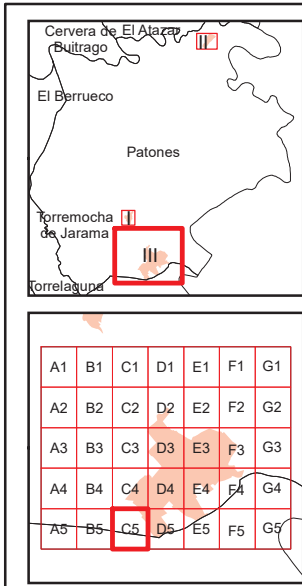 Cervera de El Atazar
Buitrago
II
El Berrueco
Patones
I
Torremocha
de Jarama
III
Torrelaguna
A1 B1 C1 D1 E1 F1 G1
A2 B2 C2 D2 E2 F2 G2
A3 B3 C3 D3 E3 F3 G3
A4 B4 C4 D4 E4 F4 G4
A5 B5 C5 D5 E5 F5 G5